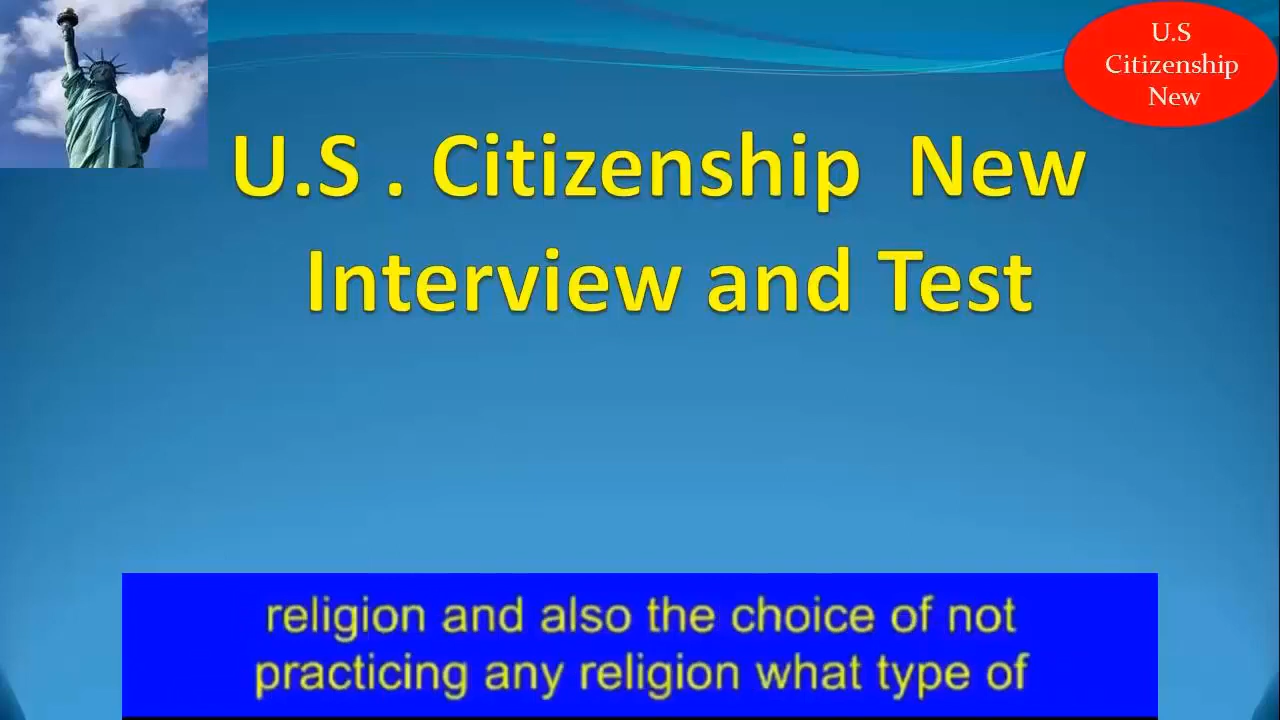 U.S
Citizenship
New
U.S . Citizenship New
Interview and Test
religion and also the choice of not
practicing any religion what type of